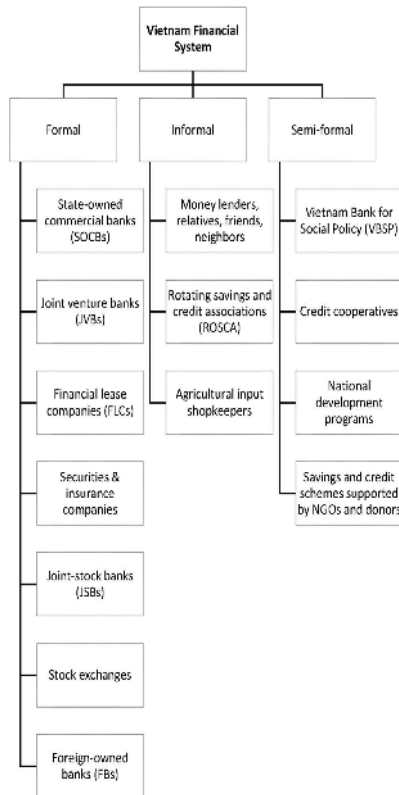 Vietnam Financial
System
Formal
Informal
Semi-formal
State-owned
commercial banks
(SOCBs)
Joint venture banks
(JVBs)
Financial lease
companies (FLCs)
Securities &
insurance
companies
Joint-stock banks
(JSBs)
Stock exchanges
Foreign-owned
banks (FBs)
Money lenders,
relatives, friends,
neighbors
Rotating savings and
credit associations
(ROSCA)
Agricultural input
shopkeepers
Vietnam Bank for
Social Policy (VBSP)
Credit cooperatives
National
development
programs
Savings and credit
schemes supported
by NGOs and donors